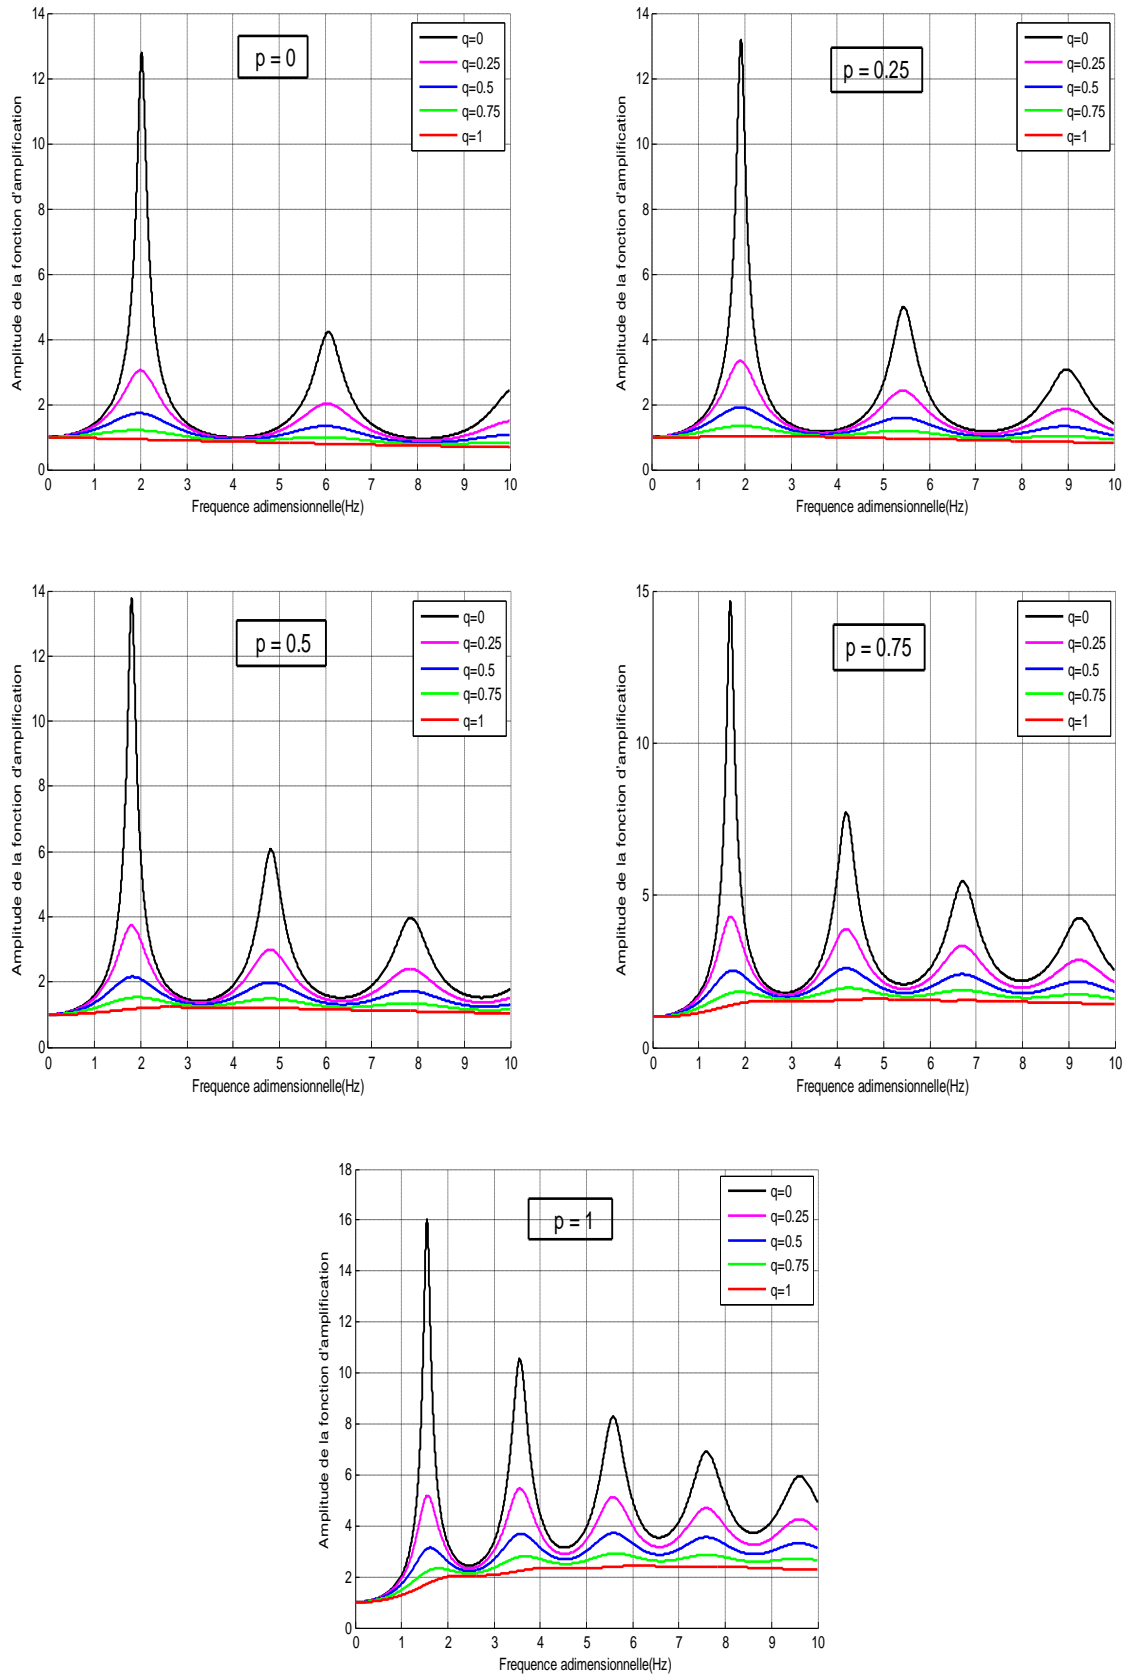 Amplitude de la fonction d'amplification
14
12
10
8
6
4
2
0
p = 0
q=0
q=0.25
q=0.5
q=0.75
q=1
0 1 2 3 4 5 6 7 8 9 10
Frequence adimensionnelle(Hz)
Amplitude de la fonction d'amplification
14
12
10
8
6
4
2
0
p = 0.25
q=0
q=0.25
q=0.5
q=0.75
q=1
0 1 2 3 4 5 6 7 8 9 10
Frequence adimensionnelle(Hz)
Amplitude de la fonction d'amplification
14
12
10
8
6
4
2
0
p = 0.5
q=0
q=0.25
q=0.5
q=0.75
q=1
0 1 2 3 4 5 6 7 8 9 10
Frequence adimensionnelle(Hz)
Amplitude de la fonction d'amplification
15
10
5
0
p = 0.75
q=0
q=0.25
q=0.5
q=0.75
q=1
0 1 2 3 4 5 6 7 8 9 10
Frequence adimensionnelle(Hz)
Amplitude de la fonction d'amplification
18
16
14
12
10
8
6
4
2
0
p = 1
q=0
q=0.25
q=0.5
q=0.75
q=1
0 1 2 3 4 5 6 7 8 9 10
Frequence adimensionnelle(Hz)